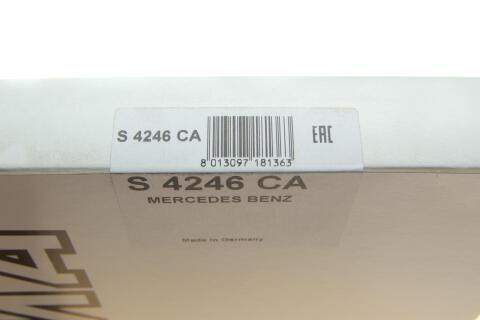 S 4246 CA
8 013097 181363
EAC
S 4246 CA
MERCEDES BENZ
Made in Germany